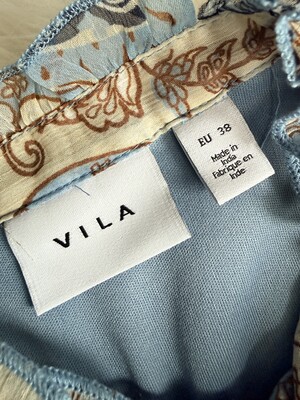 VILA
EU 38
Made in
India
Fabriqué en
Inde